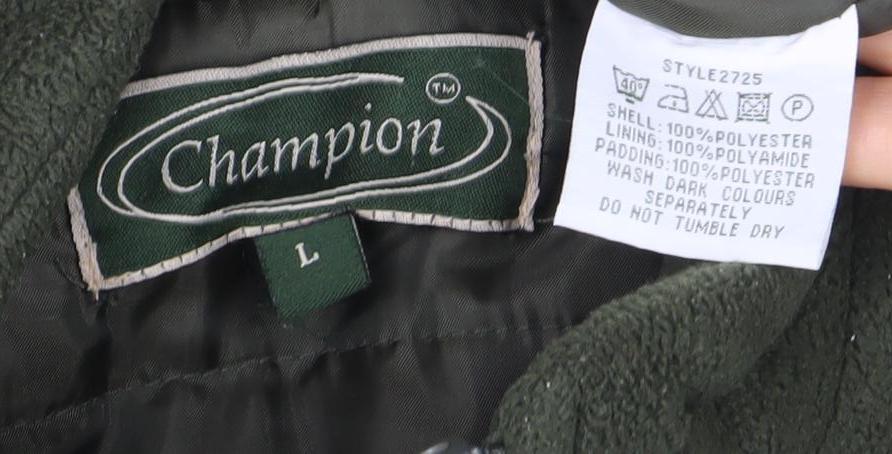 Champion
TM
L
STYLE2725
40°
P
SHELL:100%POLYESTER
LINING:100%POLYAMIDE
PADDING:100%POLYESTER
WASH DARK COLOURS
SEPARATELY
DO NOT TUMBLE DRY